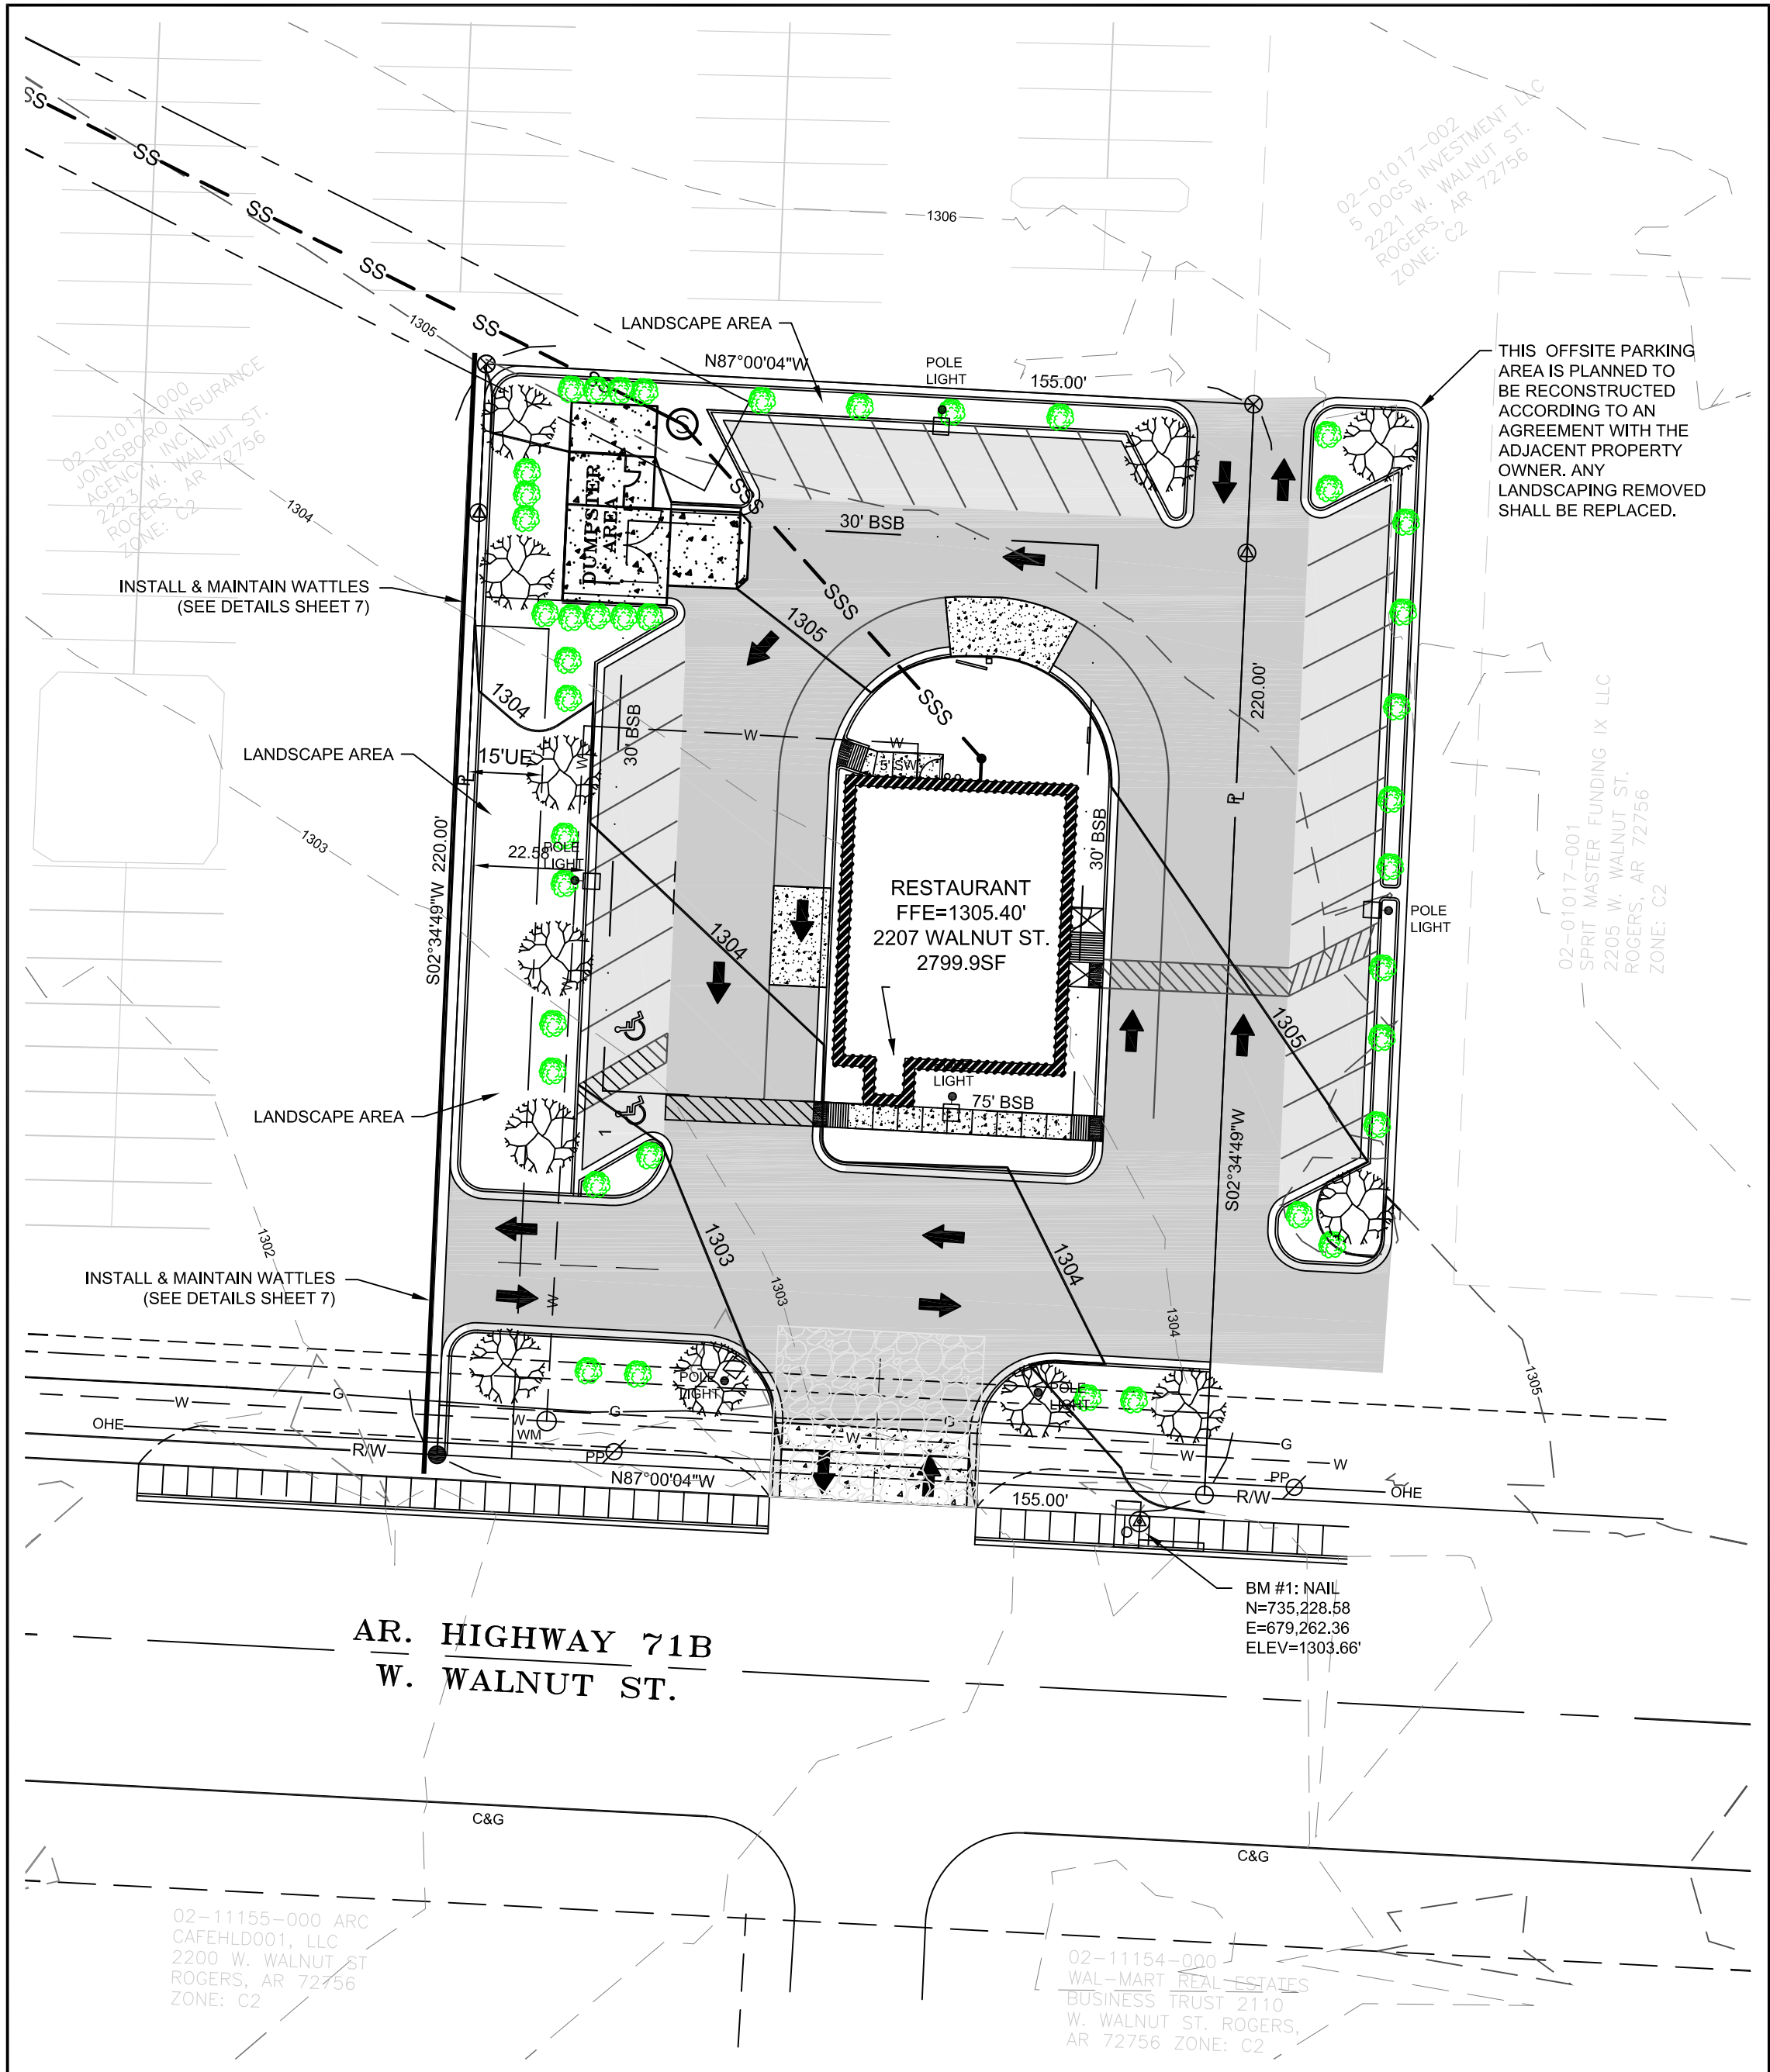 SS
SS
SS
SS
SS
1306
02-01017-002
5 DOGS INVESTMENT LLC
2221 W. WALNUT ST.
ROGERS, AR 72756
ZONE: C2
1305
LANDSCAPE AREA
N87°00'04"W
POLE
LIGHT
155.00'
THIS OFFSITE PARKING
AREA IS PLANNED TO
BE RECONSTRUCTED
ACCORDING TO AN
AGREEMENT WITH THE
ADJACENT PROPERTY
OWNER. ANY
LANDSCAPING REMOVED
SHALL BE REPLACED.
02-01017-000
JONESBORO INSURANCE
AGENCY, INC.
2223 W. WALNUT ST.
ROGERS, AR 72756
ZONE: C2
S
SSS
DUMPSTER
AREA
1304
30' BSB
INSTALL & MAINTAIN WATTLES
(SEE DETAILS SHEET 7)
SSS
1305
SSS
1304
30' BSB
220.00'
LANDSCAPE AREA
15'UE
W
W
W
5' SW
PL
PL
1303
22.58
POLE
LIGHT
30' BSB
S02°34'49"W 220.00'
RESTAURANT
FFE=1305.40'
2207 WALNUT ST.
2799.9SF
POLE
LIGHT
02-01017-001
SPRIT MASTER FUNDING IX LLC
2205 W. WALNUT ST.
ROGERS, AR 72756
ZONE: C2
1304
W
1305
LIGHT
75' BSB
LANDSCAPE AREA
1
S02°34'49"W
1302
1303
1304
INSTALL & MAINTAIN WATTLES
(SEE DETAILS SHEET 7)
W
1303
1304
1305
POLE
LIGHT
POLE
LIGHT
W
G
G
G
G
OHE
W
WM
W
W
W
R/W
PP
PP
R/W
OHE
N87°00'04"W
155.00'
BM #1: NAIL
N=735,228.58
E=679,262.36
ELEV=1303.66'
AR. HIGHWAY 71B
W. WALNUT ST.
C&G
C&G
02-11155-000 ARC
CAFEHLD001, LLC
2200 W. WALNUT ST
ROGERS, AR 72756
ZONE: C2
02-11154-000
WAL-MART REAL ESTATES
BUSINESS TRUST 2110
W. WALNUT ST. ROGERS,
AR 72756 ZONE: C2